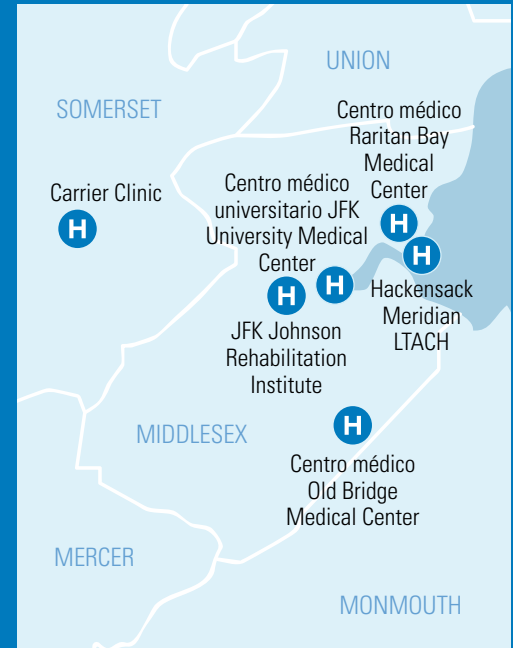 UNION
SOMERSET
Centro médico
Raritan Bay
Medical
Center
Carrier Clinic
H
Centro médico
universitario JFK
University Medical
Center
H
H
H
H
Hackensack
Meridian
LTACH
JFK Johnson
Rehabilitation
Institute
H
MIDDLESEX
Centro médico
Old Bridge
Medical Center
MERCER
MONMOUTH